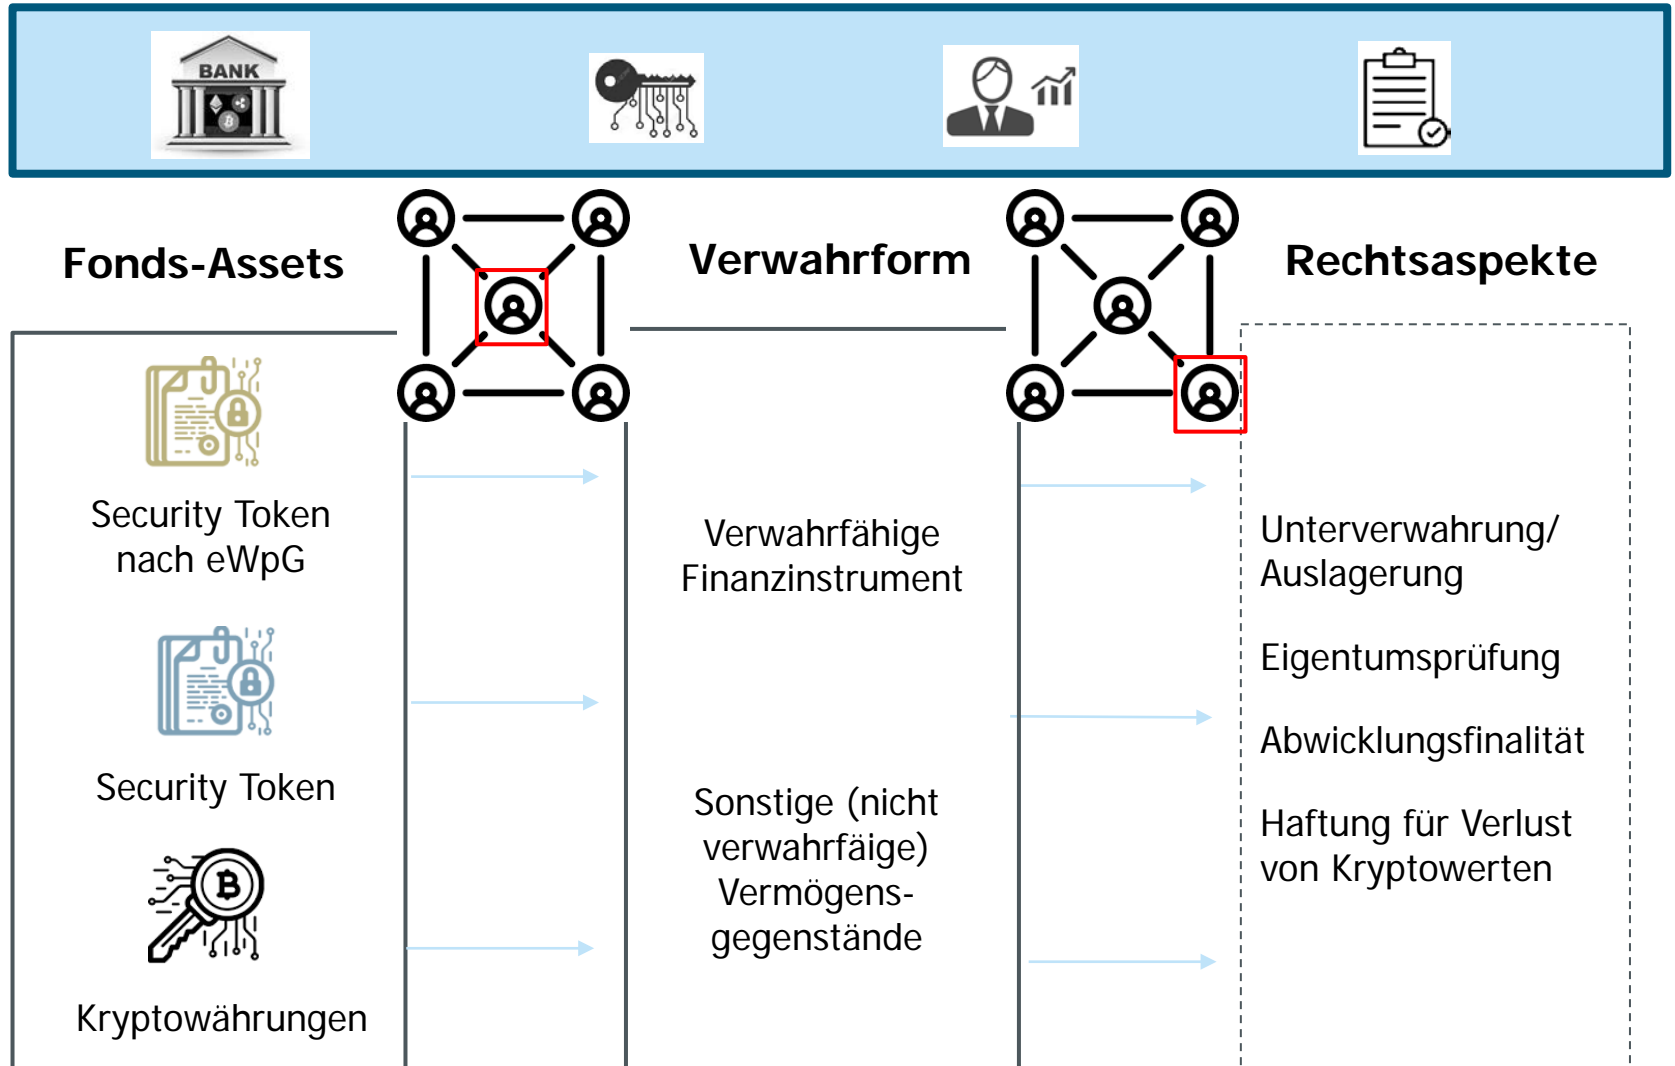 BANK
Fonds-Assets
Verwahrform
Rechtsaspekte
Security Token
nach eWpG
Security Token
Kryptowährungen
Verwahrfähige
Finanzinstrument
Sonstige (nicht
verwahrfäige)
Vermögens-
gegenstände
Unterverwahrung/
Auslagerung
Eigentumsprüfung
Abwicklungsfinalität
Haftung für Verlust
von Kryptowerten